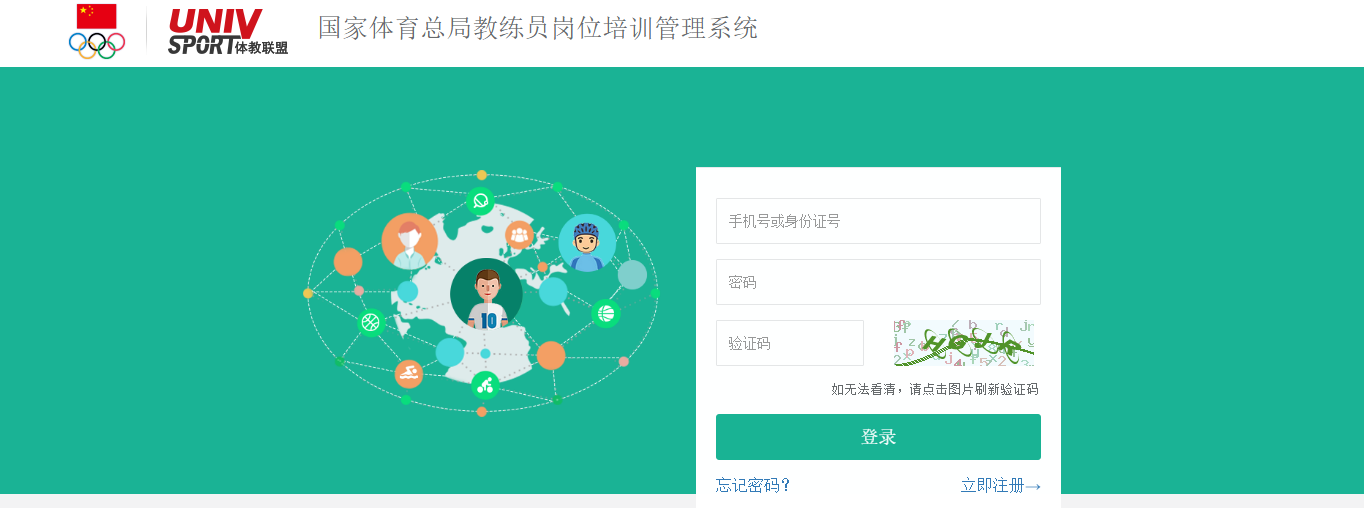 UNIV
SPORT体教联盟
国家体育总局教练员岗位培训管理系统
手机号或身份证号
密码
验证码
如无法看清，请点击图片刷新验证码
登录
忘记密码?
立即注册→
10